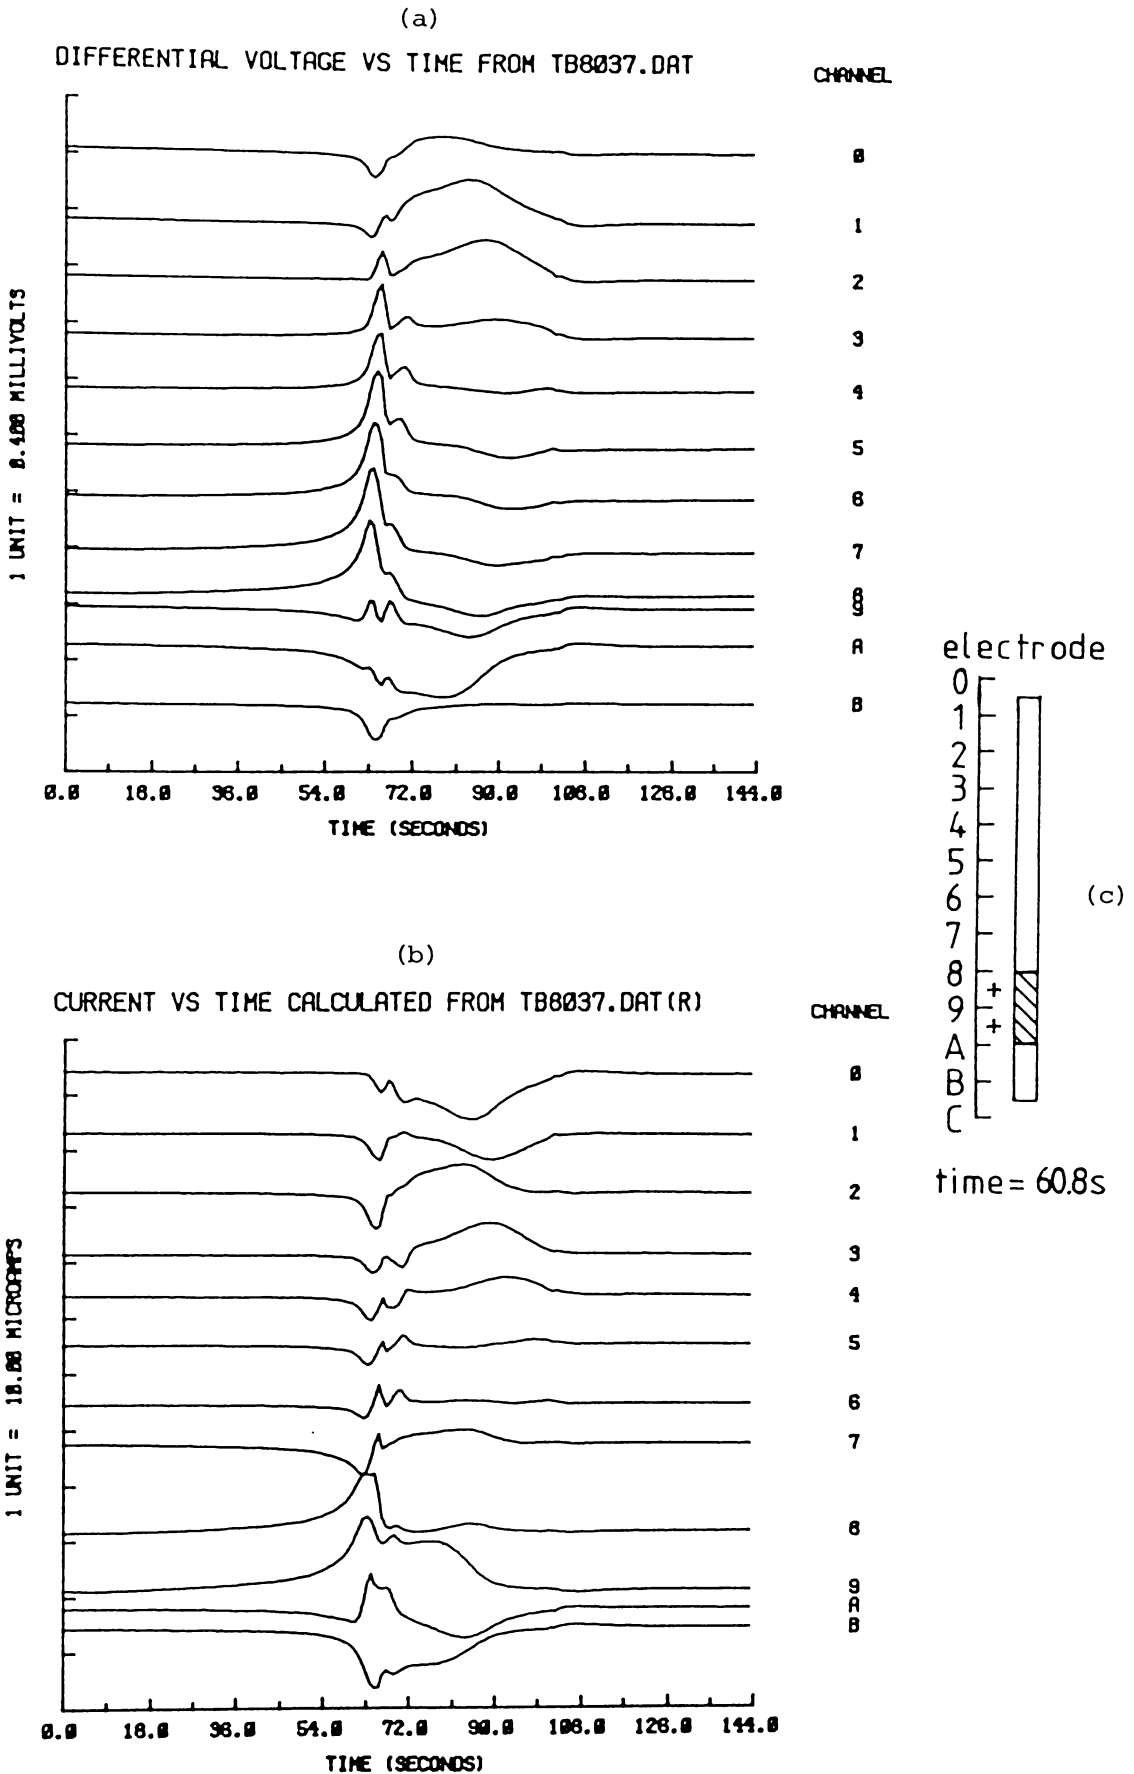 (a)
DIFFERENTIAL VOLTAGE VS TIME FROM TB8037.DAT
CHANNEL
0
1
2
3
4
5
6
7
8
9
A
B
1 UNIT = 0.400 MILLIVOLTS
0.0 18.0 36.0 54.0 72.0 90.0 108.0 126.0 144.0
TIME (SECONDS)
electrode
0
1
2
3
4
5
6
7
8
+
9
+
A
B
C
(c)
time = 60.8s
(b)
CURRENT VS TIME CALCULATED FROM TB8037.DAT(R)
CHANNEL
0
1
2
3
4
5
6
7
8
9
A
B
1 UNIT = 10.00 MICROAMPS
0.0 18.0 36.0 54.0 72.0 90.0 108.0 126.0 144.0
TIME (SECONDS)